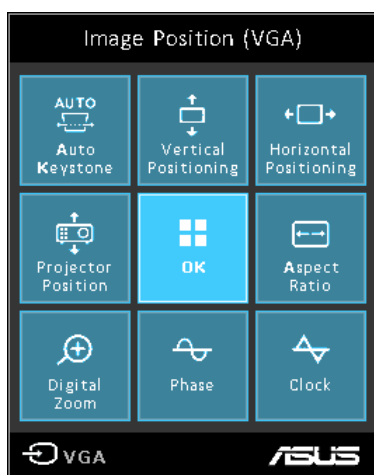 Image Position (VGA)
AUTO
Auto
Keystone
Vertical
Positioning
Horizontal
Positioning
Projector
Position
OK
Aspect
Ratio
Digital
Zoom
Phase
Clock
VGA
ASUS